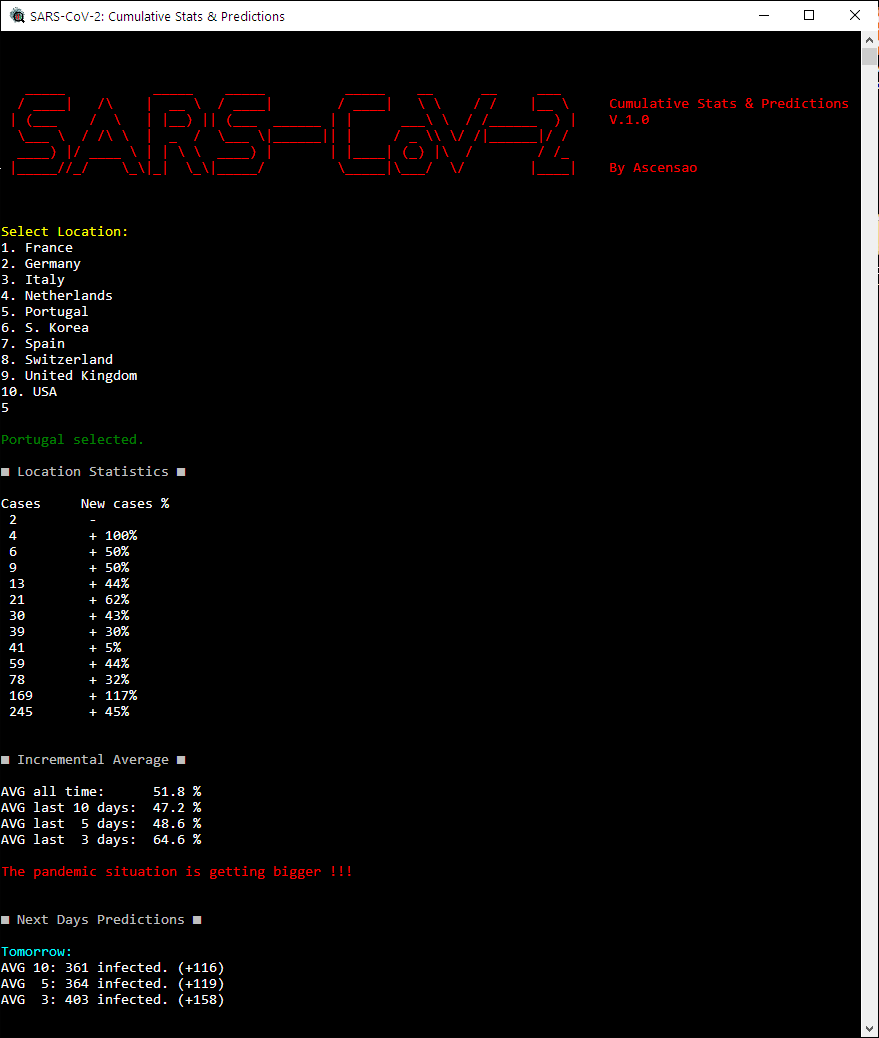 SARS-CoV-2: Cumulative Stats & Predictions
SARS-CoV-2
Cumulative Stats & Predictions
V.1.0
By Ascensao
Select Location:
1. France
2. Germany
3. Italy
4. Netherlands
5. Portugal
6. S. Korea
7. Spain
8. Switzerland
9. United Kingdom
10. USA
5
Portugal selected.
■ Location Statistics ■
Cases     New cases %
2         -
4         + 100%
6         + 50%
9         + 50%
13        + 44%
21        + 62%
30        + 43%
39        + 30%
41        + 5%
59        + 44%
78        + 32%
169       + 117%
245       + 45%
■ Incremental Average ■
AVG all time:      51.8 %
AVG last 10 days:  47.2 %
AVG last  5 days:  48.6 %
AVG last  3 days:  64.6 %
The pandemic situation is getting bigger !!!
■ Next Days Predictions ■
Tomorrow:
AVG 10: 361 infected. (+116)
AVG  5: 364 infected. (+119)
AVG  3: 403 infected. (+158)